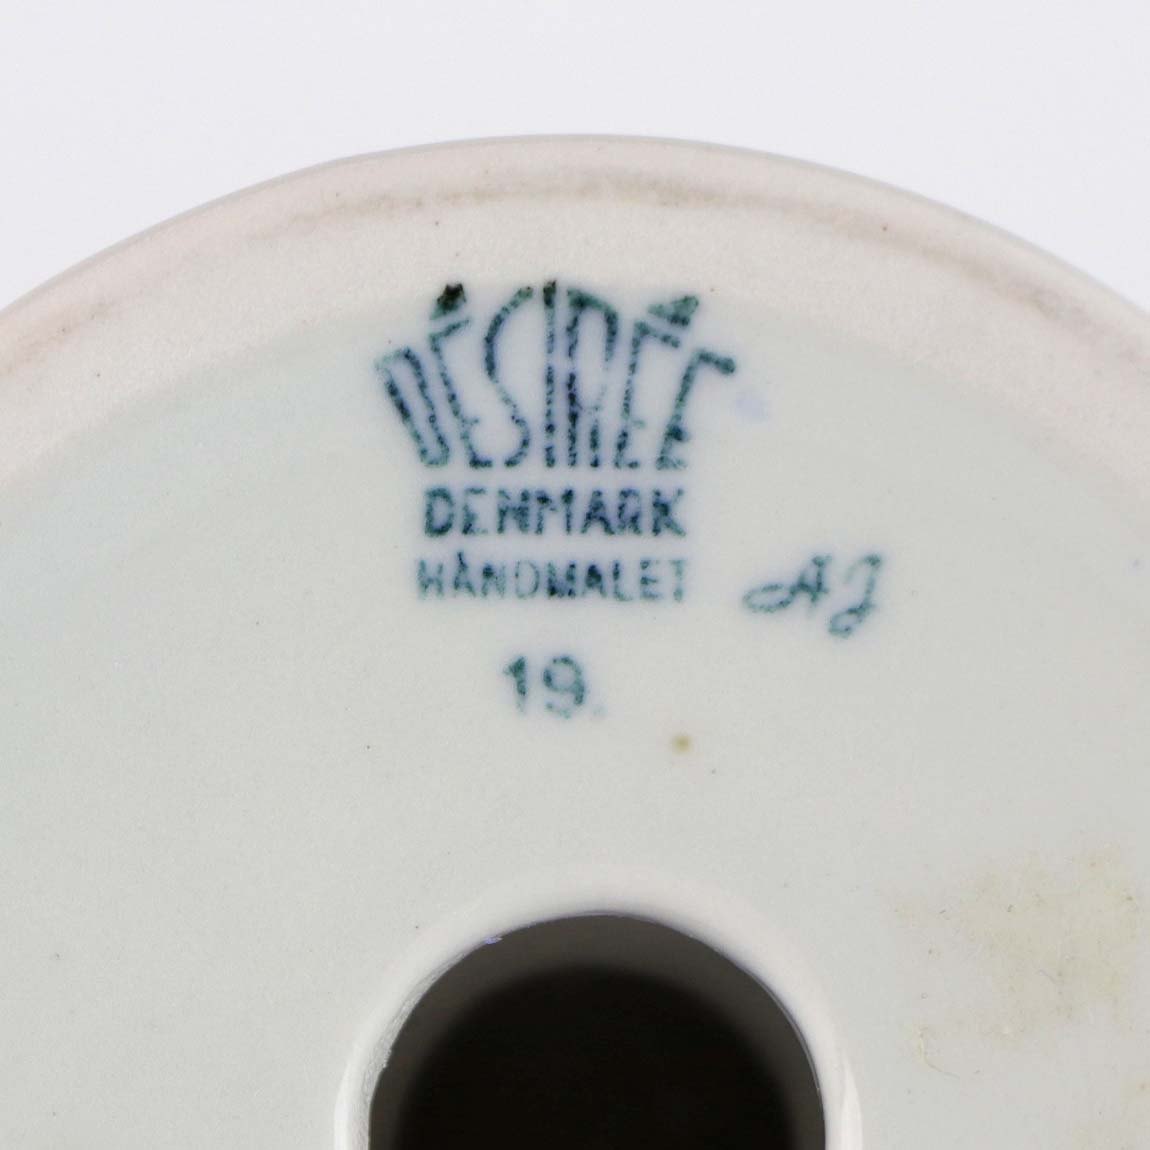 DÉSIRÉE
DENMARK
HÅNDMALET AJ
19.